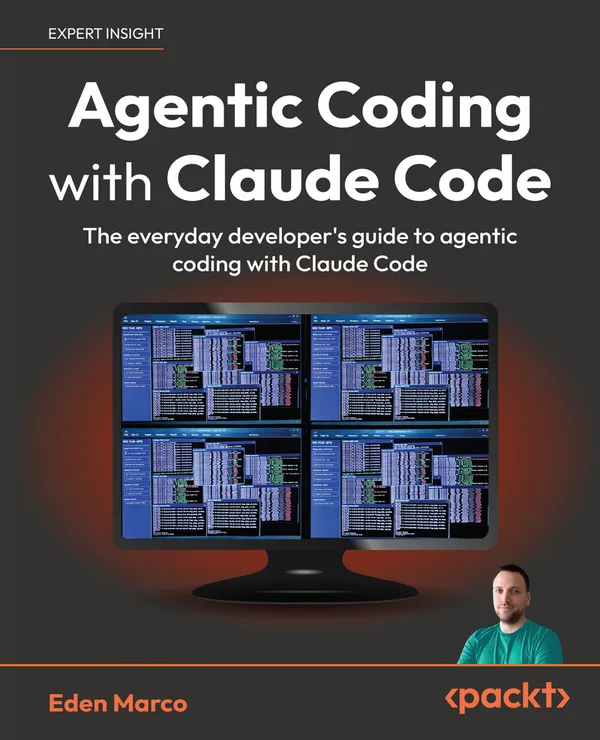 EXPERT INSIGHT
Agentic Coding
with Claude Code
The everyday developer's guide to agentic
coding with Claude Code
Eden Marco
<packt>